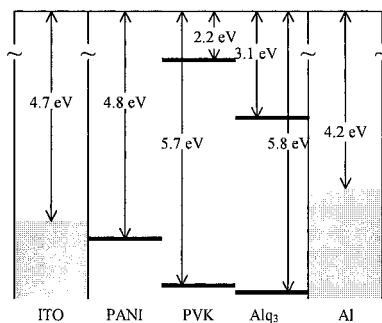 2.2 eV
3.1 eV
4.7 eV
4.8 eV
4.2 eV
5.7 eV
5.8 eV
ITO PANI PVK Alq₃ Al